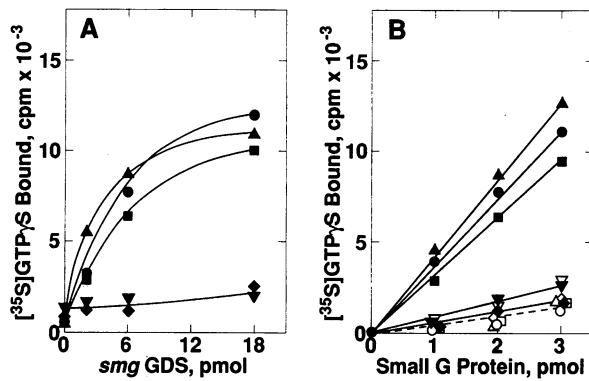 A
[³⁵S]GTPγS Bound, cpm x 10⁻³
15
10
5
0
0 6 12 18
smg GDS, pmol
B
[³⁵S]GTPγS Bound, cpm x 10⁻³
15
10
5
0
0 1 2 3
Small G Protein, pmol